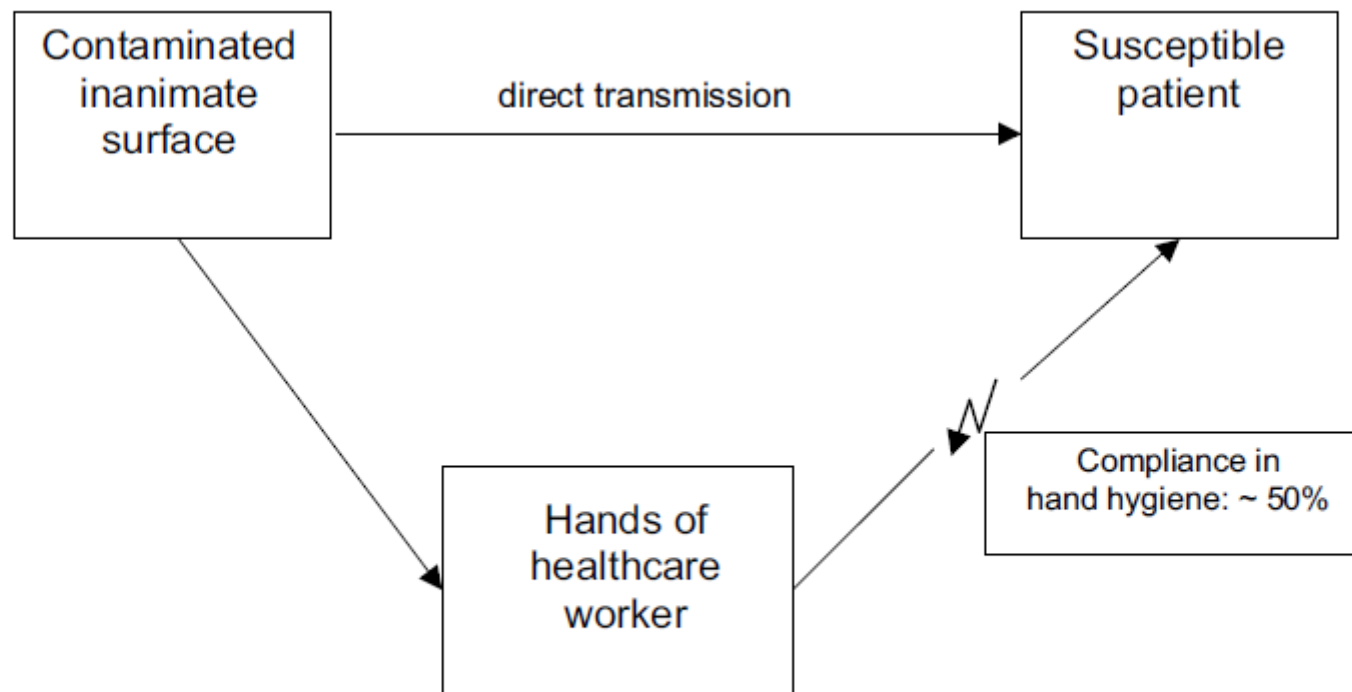 Contaminated
inanimate
surface
direct transmission
Susceptible
patient
Compliance in
hand hygiene: ~ 50%
Hands of
healthcare
worker